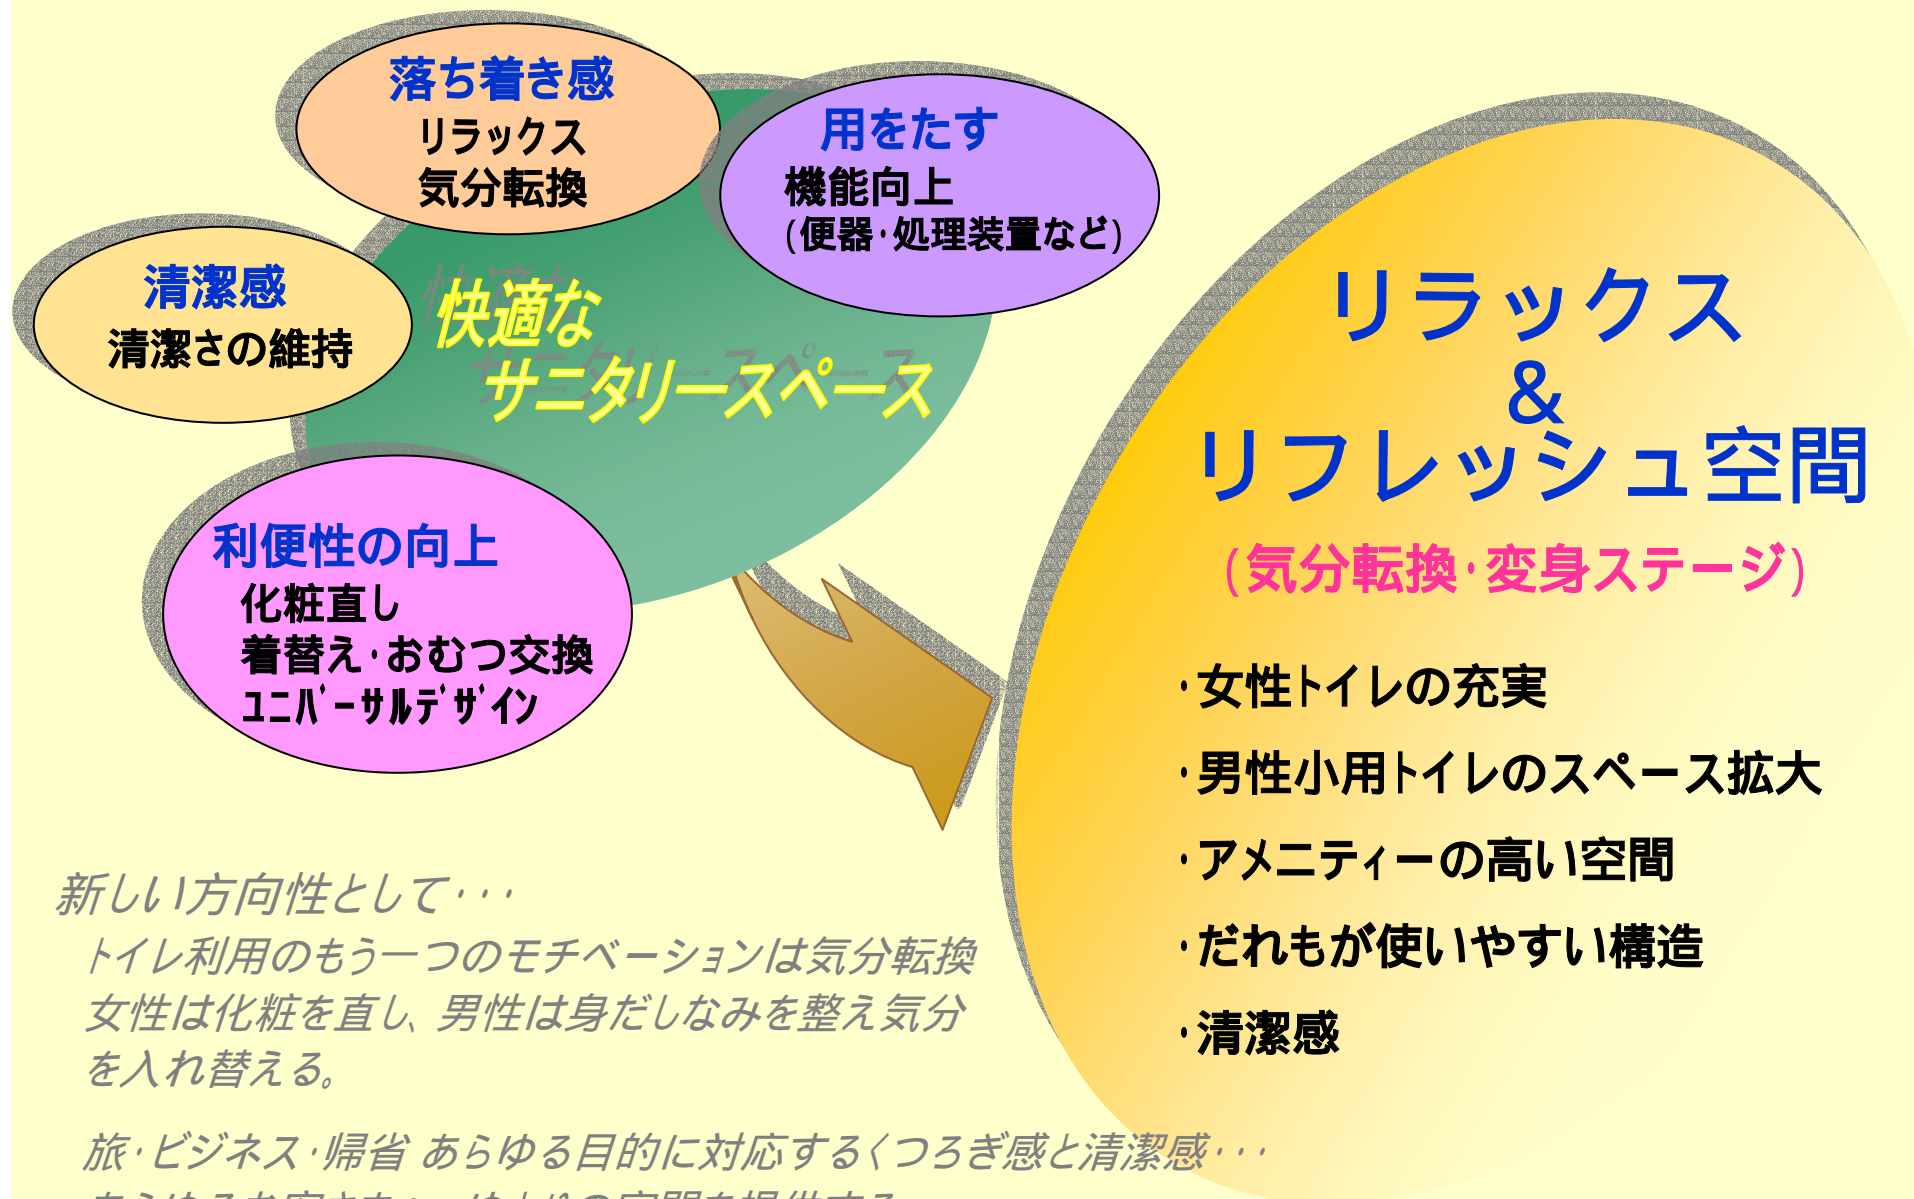 落ち着き感
リラックス
気分転換
用をたす
機能向上
(便器･処理装置など)
清潔感
清潔さの維持
快適な
サニタリースペース
利便性の向上
化粧直し
着替え･おむつ交換
ﾕﾆﾊﾞｰｻﾙﾃﾞｻﾞｲﾝ
リラックス
&
リフレッシュ空間
(気分転換･変身ステージ)
･女性ﾄイレの充実
･男性小用ﾄイレのスペース拡大
･アメニティーの高い空間
･だれもが使いやすい構造
･清潔感
新しい方向性として･･･
ﾄイレ利用のもう一つのモチベーションは気分転換
女性は化粧を直し、男性は身だしなみを整え気分
を入れ替える。
旅･ビジネス･帰省 あらゆる目的に対応するくつろぎ感と清潔感･･･